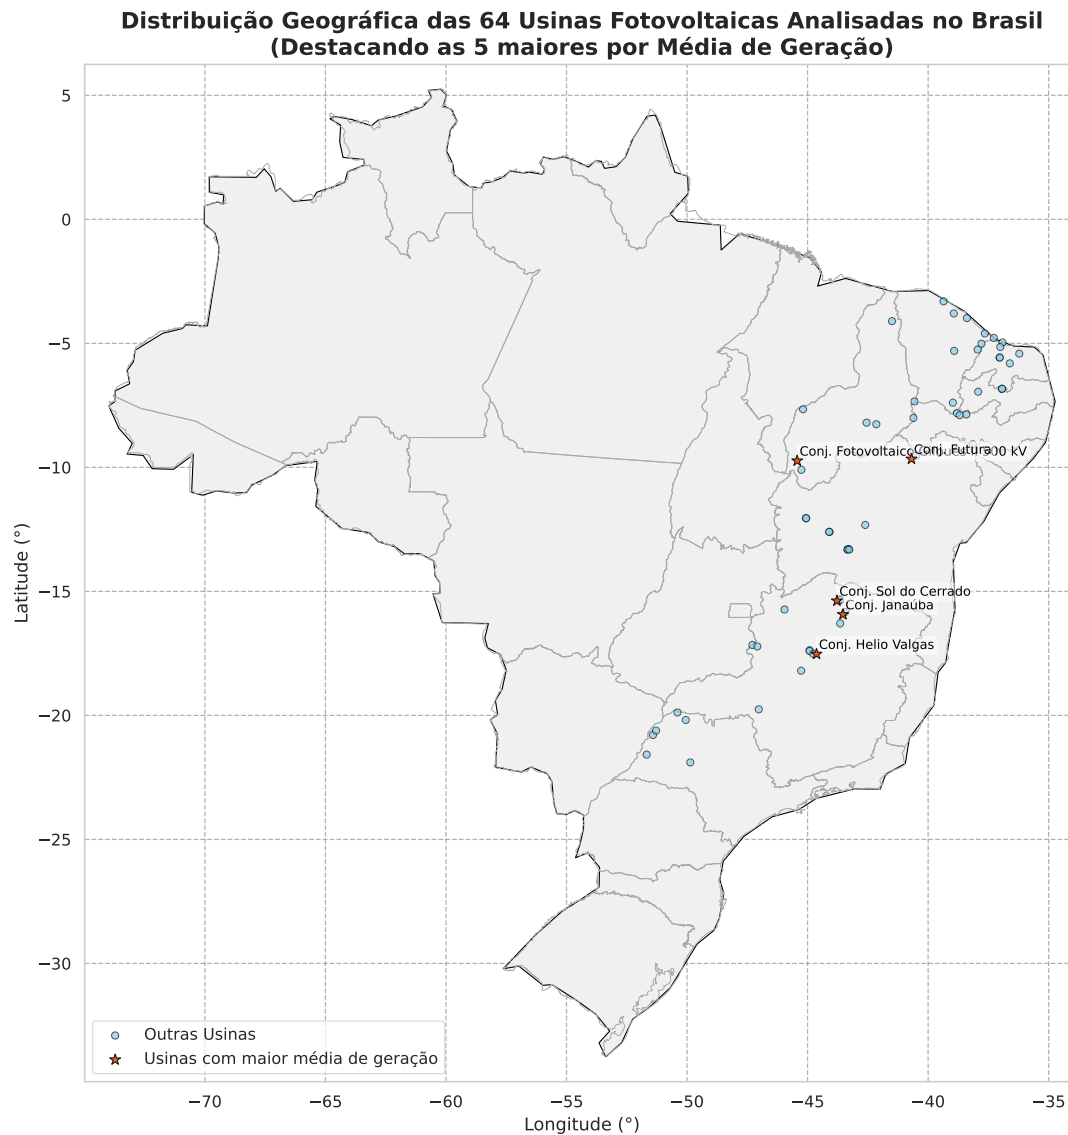 Distribuição Geográfica das 64 Usinas Fotovoltaicas Analisadas no Brasil
(Destacando as 5 maiores por Média de Geração)
5
0
−5
−10
−15
−20
−25
−30
Latitude (°)
Conj. Fotovoltaico
Conj. Futura
500 kV
Conj. Sol do Cerrado
Conj. Janaúba
Conj. Helio Valgas
Outras Usinas
Usinas com maior média de geração
−70
−65
−60
−55
−50
−45
−40
−35
Longitude (°)